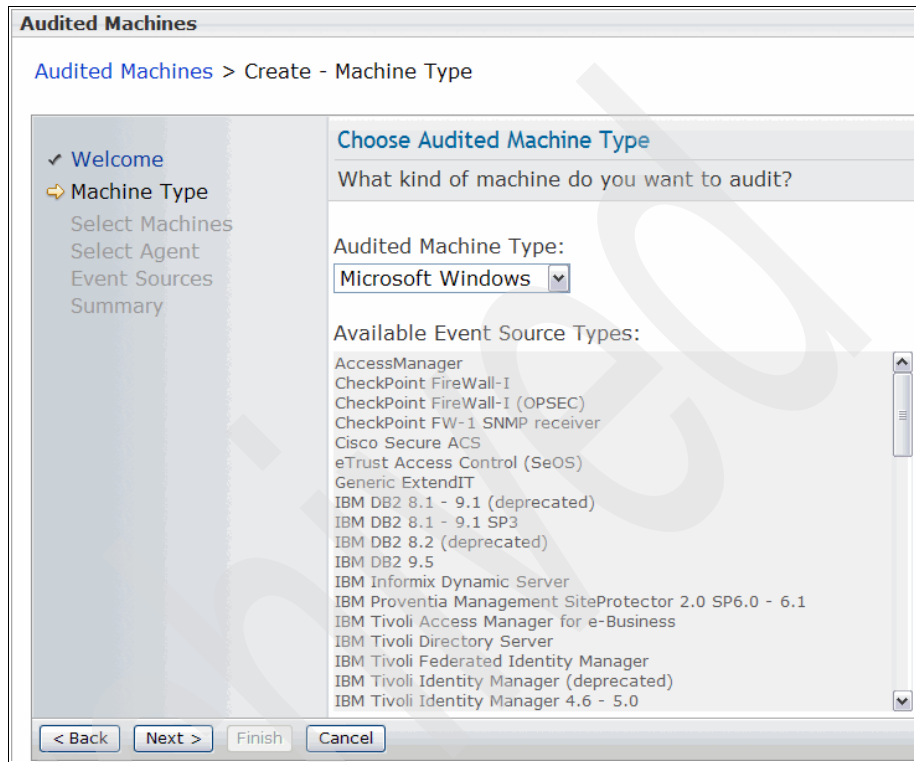 Audited Machines
Audited Machines > Create - Machine Type
Welcome
Machine Type
Select Machines
Select Agent
Event Sources
Summary
Choose Audited Machine Type
What kind of machine do you want to audit?
Audited Machine Type:
Microsoft Windows
Available Event Source Types:
AccessManager
CheckPoint FireWall-I
CheckPoint FireWall-I (OPSEC)
CheckPoint FW-1 SNMP receiver
Cisco Secure ACS
eTrust Access Control (SeOS)
Generic ExtendIT
IBM DB2 8.1 - 9.1 (deprecated)
IBM DB2 8.1 - 9.1 SP3
IBM DB2 8.2 (deprecated)
IBM DB2 9.5
IBM Informix Dynamic Server
IBM Proventia Management SiteProtector 2.0 SP6.0 - 6.1
IBM Tivoli Access Manager for e-Business
IBM Tivoli Directory Server
IBM Tivoli Federated Identity Manager
IBM Tivoli Identity Manager (deprecated)
IBM Tivoli Identity Manager 4.6 - 5.0
< Back Next > Finish Cancel